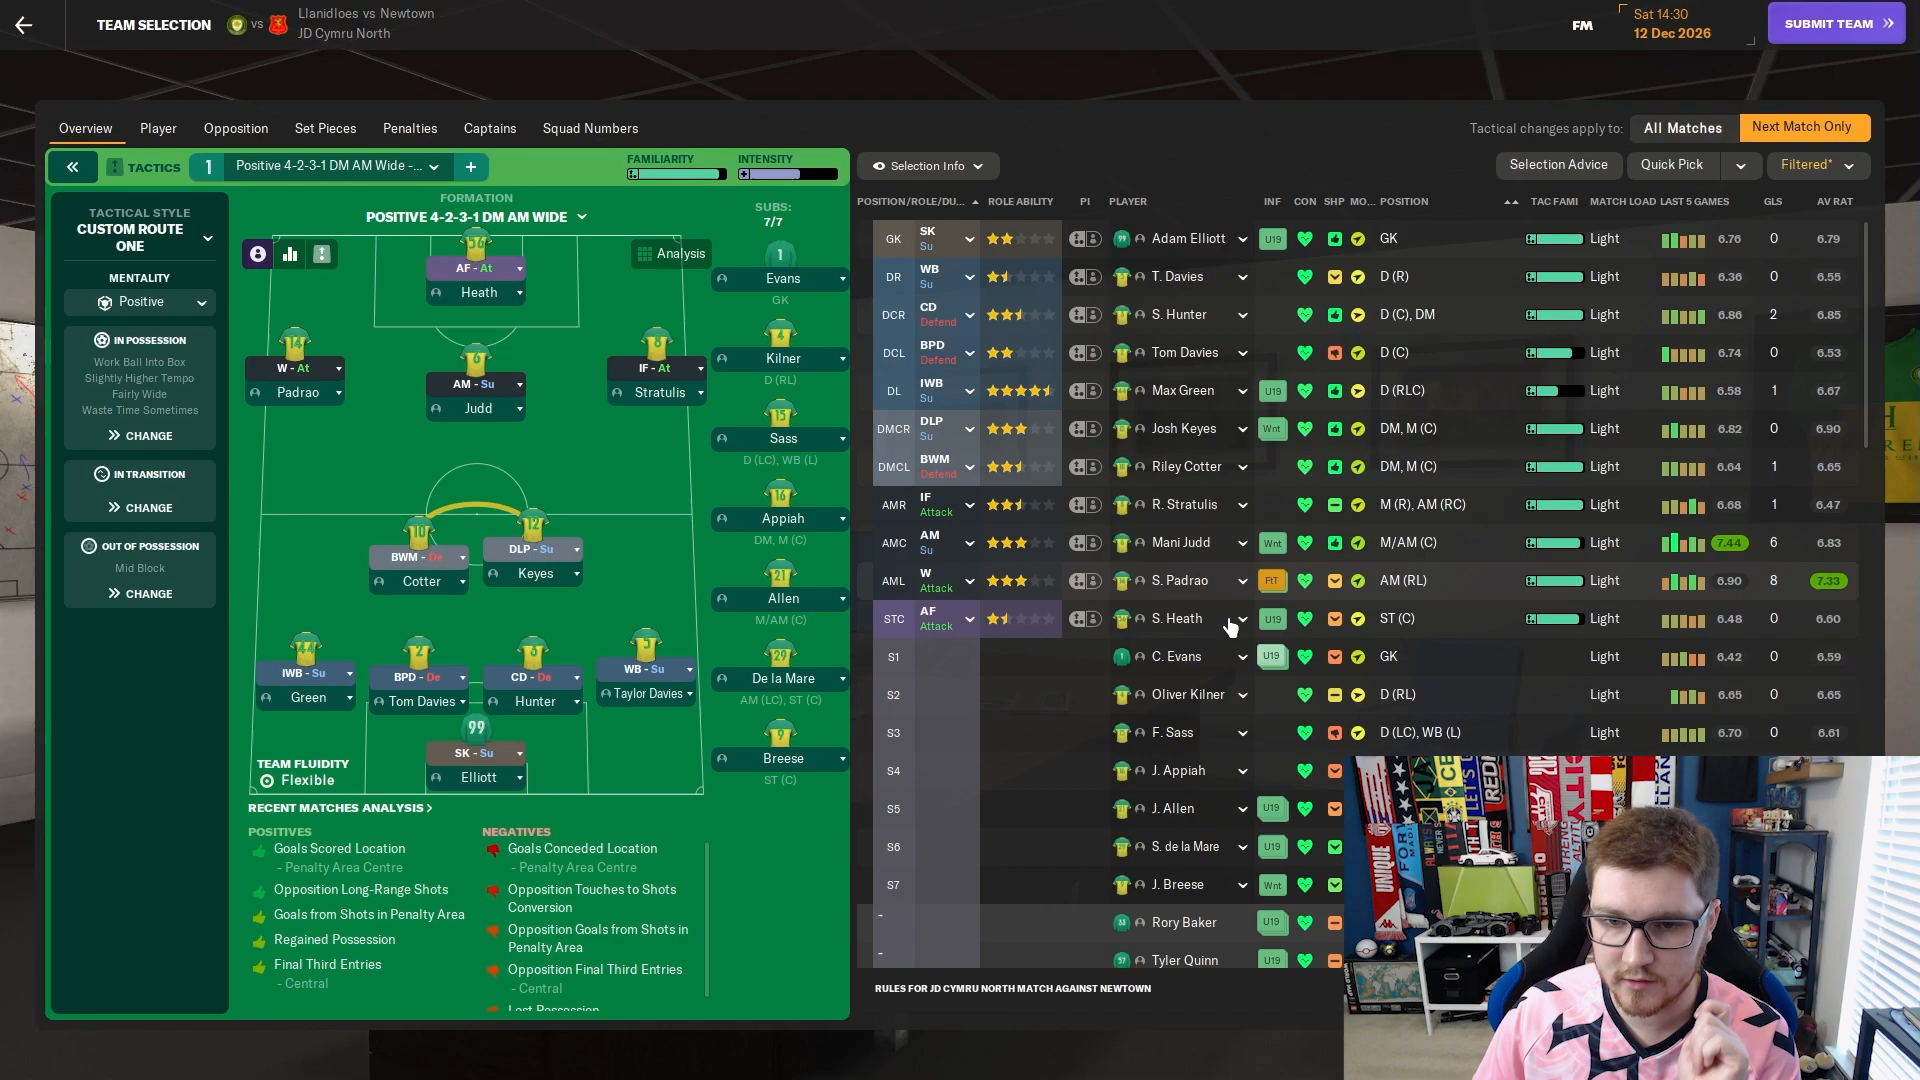 TEAM SELECTION
vs
Llanidloes vs Newtown
JD Cymru North
FM
Sat 14:30
12 Dec 2026
SUBMIT TEAM
Overview Player Opposition Set Pieces Penalties Captains Squad Numbers
Tactical changes apply to: All Matches Next Match Only
TACTICS 1 Positive 4-2-3-1 DM AM Wide -...
FAMILIARITY
INTENSITY
Selection Info
Selection Advice
Quick Pick
Filtered*
TACTICAL STYLE
CUSTOM ROUTE
ONE
MENTALITY
Positive
IN POSSESSION
Work Ball Into Box
Slightly Higher Tempo
Fairly Wide
Waste Time Sometimes
CHANGE
IN TRANSITION
CHANGE
OUT OF POSSESSION
Mid Block
CHANGE
FORMATION
POSITIVE 4-2-3-1 DM AM WIDE
Analysis
AF - At
Heath
14
W - At
Padrao
6
AM - Su
Judd
8
IF - At
Stratulis
10
BWM - De
Cotter
12
DLP - Su
Keyes
44
IWB - Su
Green
2
BPD - De
Tom Davies
CD - De
Hunter
5
WB - Su
Taylor Davies
99
SK - Su
Elliott
TEAM FLUIDITY
Flexible
SUBS:
7/7
1
Evans
GK
4
Kilner
D (RL)
15
Sass
D (LC), WB (L)
16
Appiah
DM, M (C)
21
Allen
M/AM (C)
29
De la Mare
AM (LC), ST (C)
9
Breese
ST (C)
RECENT MATCHES ANALYSIS
POSITIVES
Goals Scored Location
- Penalty Area Centre
Opposition Long-Range Shots
Goals from Shots in Penalty Area
Regained Possession
Final Third Entries
- Central
NEGATIVES
Goals Conceded Location
- Penalty Area Centre
Opposition Touches to Shots
Conversion
Opposition Goals from Shots in
Penalty Area
Opposition Final Third Entries
- Central
Lost Possession
POSITION/ROLE/DU... ROLE ABILITY PI PLAYER INF CON SHP MO... POSITION TAC FAMI MATCH LOAD LAST 5 GAMES GLS AV RAT
GK SK Su Adam Elliott U19 GK Light 6.76 0 6.79
DR WB Su T. Davies D (R) Light 6.36 0 6.55
DCR CD Defend S. Hunter D (C), DM Light 6.86 2 6.85
DCL BPD Defend Tom Davies D (C) Light 6.74 0 6.53
DL IWB Su Max Green U19 D (RLC) Light 6.58 1 6.67
DMCR DLP Su Josh Keyes Wnt DM, M (C) Light 6.82 0 6.90
DMCL BWM Defend Riley Cotter DM, M (C) Light 6.64 1 6.65
AMR IF Attack R. Stratulis M (R), AM (RC) Light 6.68 1 6.47
AMC AM Su Mani Judd Wnt M/AM (C) Light 7.44 6 6.83
AML W Attack S. Padrao FtT AM (RL) Light 6.90 8 7.33
STC AF Attack S. Heath U19 ST (C) Light 6.48 0 6.60
S1 C. Evans U19 GK Light 6.42 0 6.59
S2 Oliver Kilner D (RL) Light 6.65 0 6.65
S3 F. Sass D (LC), WB (L) Light 6.70 0 6.61
S4 J. Appiah
S5 J. Allen U19
S6 S. de la Mare U19
S7 J. Breese Wnt
- Rory Baker U19
- Tyler Quinn U19
RULES FOR JD CYMRU NORTH MATCH AGAINST NEWTOWN